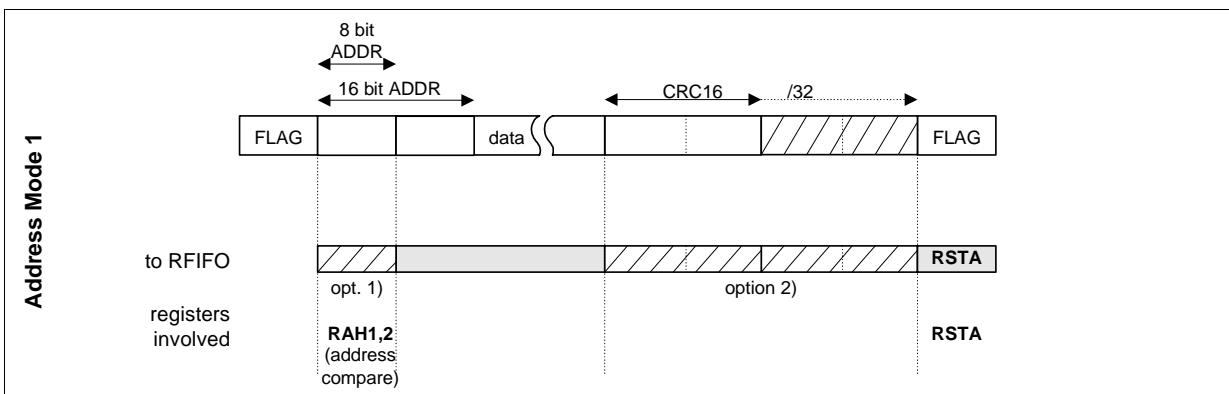 8 bit
ADDR
16 bit ADDR
CRC16
/32
FLAG
data
FLAG
Address Mode 1
to RFIFO
RSTA
opt. 1)
option 2)
registers
involved
RAH1,2
(address
compare)
RSTA